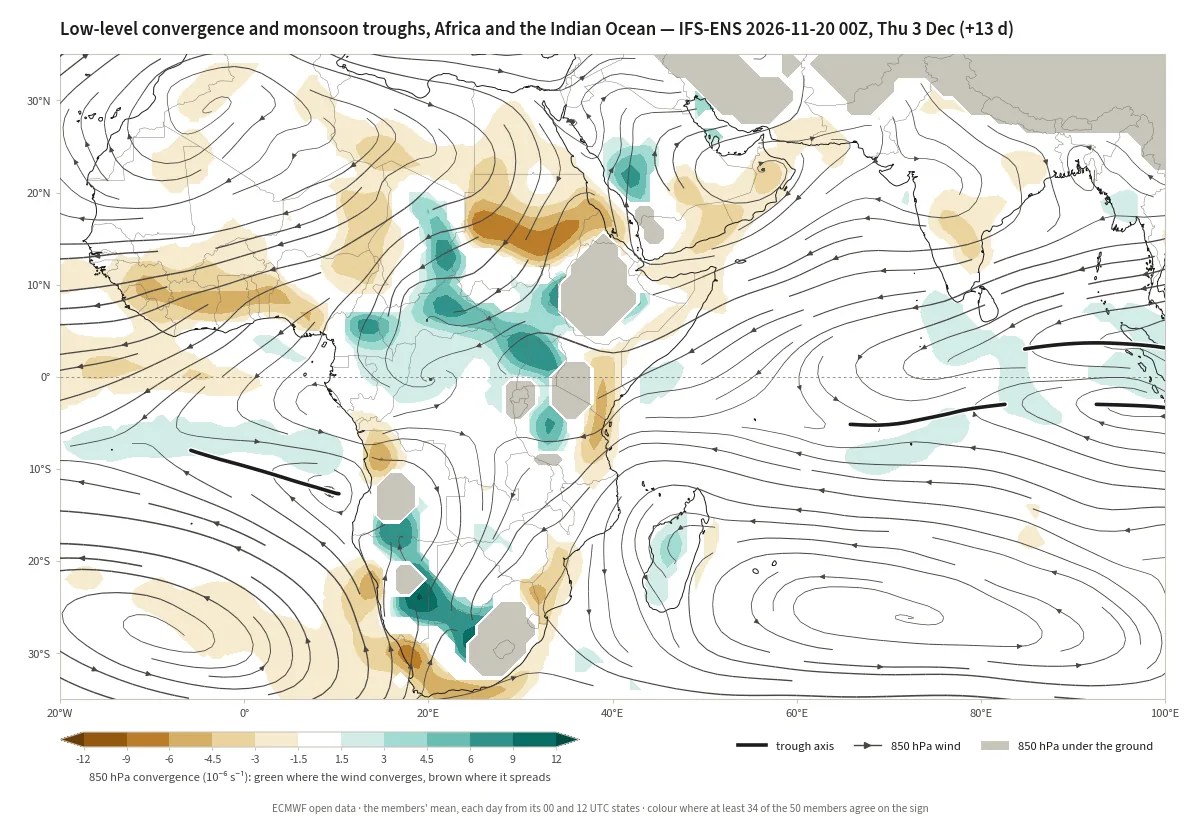 Low-level convergence and monsoon troughs, Africa and the Indian Ocean — IFS-ENS 2026-11-20 00Z, Thu 3 Dec (+13 d)
30°N
20°N
10°N
0°
10°S
20°S
30°S
20°W 0° 20°E 40°E 60°E 80°E 100°E
-12 -9 -6 -4.5 -3 -1.5 1.5 3 4.5 6 9 12
850 hPa convergence (10⁻⁶ s⁻¹): green where the wind converges, brown where it spreads
trough axis 850 hPa wind 850 hPa under the ground
ECMWF open data · the members' mean, each day from its 00 and 12 UTC states · colour where at least 34 of the 50 members agree on the sign